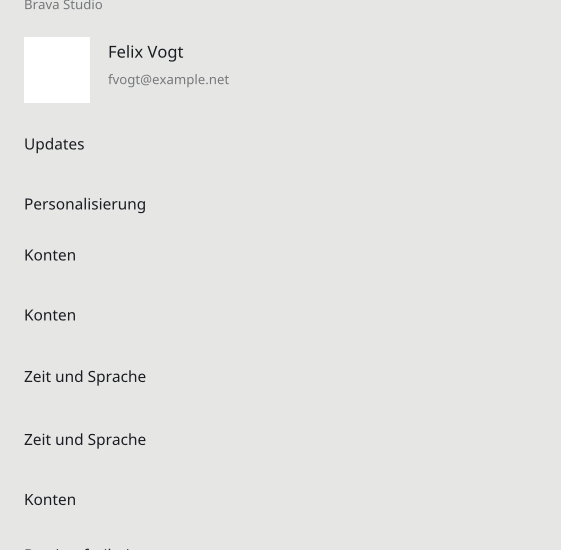 Brava Studio
Felix Vogt
fvogt@example.net
Updates
Personalisierung
Konten
Konten
Zeit und Sprache
Zeit und Sprache
Konten